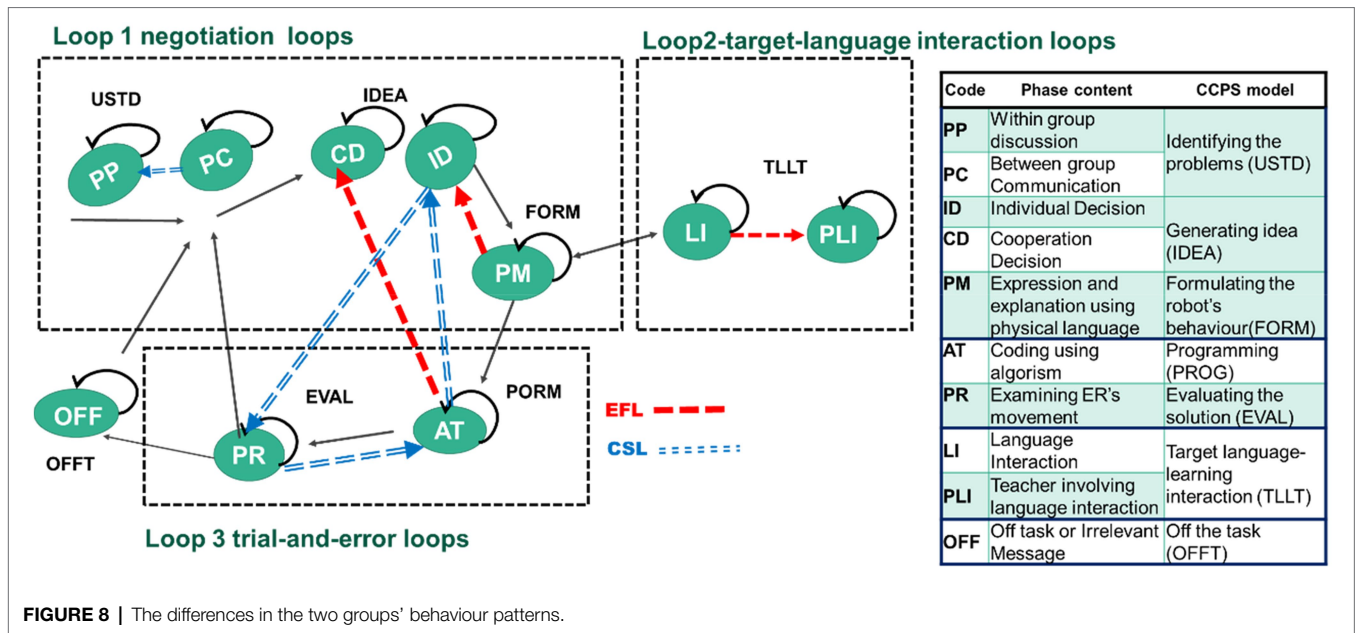 Loop 1 negotiation loops
Loop2-target-language interaction loops
USTD
IDEA
PP
PC
CD
ID
TLLT
FORM
LI
PLI
PM
OFF
EVAL
PORM
AT
PR
OFFT
EFL
CSL
Loop 3 trial-and-error loops
Code Phase content CCPS model
PP Within group
discussion
Identifying the
problems (USTD)
PC Between group
Communication
ID Individual Decision
Generating idea
(IDEA)
CD Cooperation
Decision
PM Expression and
explanation using
physical language
Formulating the
robot's
behaviour(FORM)
AT Coding using
algorism
Programming
(PROG)
PR Examining ER's
movement
Evaluating the
solution (EVAL)
LI Language
Interaction
Target language-
learning
interaction (TLLT)
PLI Teacher involving
language interaction
OFF Off task or Irrelevant
Message
Off the task
(OFFT)
FIGURE 8 | The differences in the two groups' behaviour patterns.